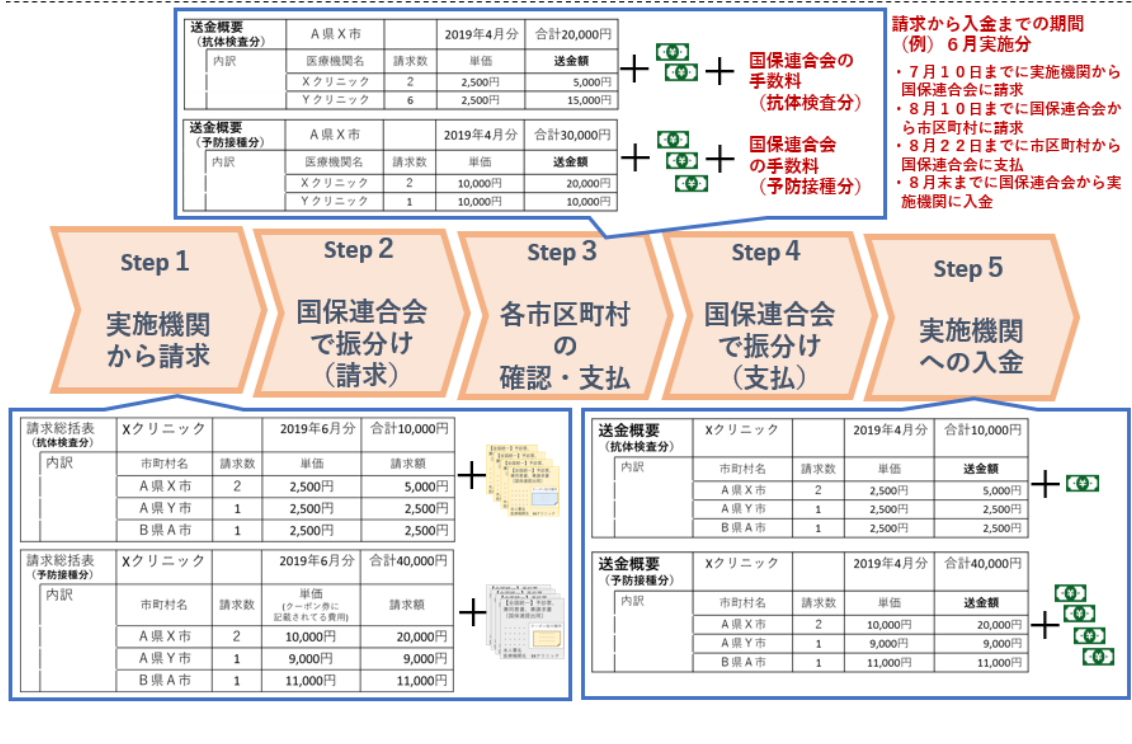 送金概要 A県X市 2019年4月分 合計20,000円
(抗体検査分)
内訳 医療機関名 請求数 単価 送金額
Xクリニック 2 2,500円 5,000円
Yクリニック 6 2,500円 15,000円
国保連合会の
手数料
(抗体検査分)
送金概要 A県X市 2019年4月分 合計30,000円
(予防接種分)
内訳 医療機関名 請求数 単価 送金額
Xクリニック 2 10,000円 20,000円
Yクリニック 1 10,000円 10,000円
国保連合会
の手数料
(予防接種分)
請求から入金までの期間
(例)6月実施分
・7月10日までに実施機関から
国保連合会に請求
・8月10日までに国保連合会か
ら市区町村に請求
・8月22日までに市区町村から
国保連合会に支払
・8月末までに国保連合会から実
施機関に入金
Step 1
実施機関
から請求
Step 2
国保連合会
で振分け
(請求)
Step 3
各市区町村
の
確認・支払
Step 4
国保連合会
で振分け
(支払)
Step 5
実施機関
への入金
請求総括表 Xクリニック 2019年6月分 合計10,000円
(抗体検査分)
内訳 市町村名 請求数 単価 請求額
A県X市 2 2,500円 5,000円
A県Y市 1 2,500円 2,500円
B県A市 1 2,500円 2,500円
請求総括表 Xクリニック 2019年6月分 合計40,000円
(予防接種分)
内訳 市町村名 請求数 単価 請求額
(クーポン券に
記載されてる費用)
A県X市 2 10,000円 20,000円
A県Y市 1 9,000円 9,000円
B県A市 1 11,000円 11,000円
送金概要 Xクリニック 2019年4月分 合計10,000円
(抗体検査分)
内訳 市町村名 請求数 単価 送金額
A県X市 2 2,500円 5,000円
A県Y市 1 2,500円 2,500円
B県A市 1 2,500円 2,500円
送金概要 Xクリニック 2019年4月分 合計40,000円
(予防接種分)
内訳 市町村名 請求数 単価 送金額
A県X市 2 10,000円 20,000円
A県Y市 1 9,000円 9,000円
B県A市 1 11,000円 11,000円